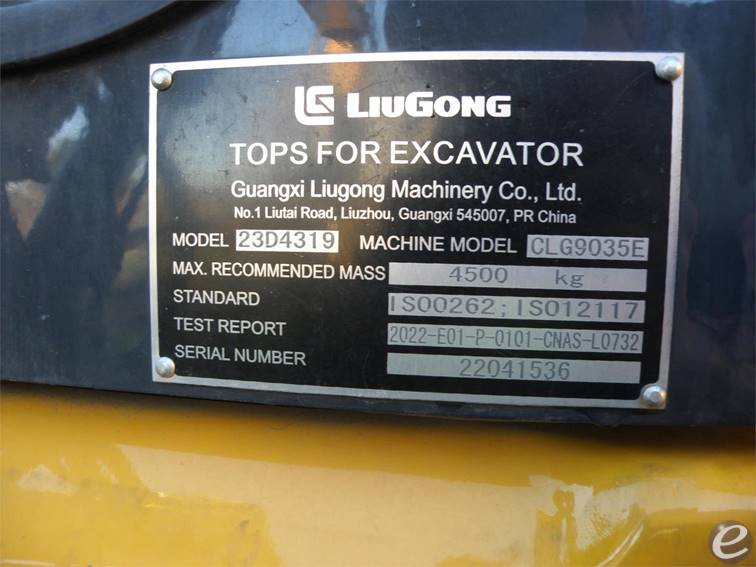 LG LIUGONG
TOPS FOR EXCAVATOR
Guangxi Liugong Machinery Co., Ltd.
No.1 Liutai Road, Liuzhou, Guangxi 545007, PR China
MODEL 23D4319 MACHINE MODEL CLG9035E
MAX. RECOMMENDED MASS 4500 kg
STANDARD ISO0262; ISO12117
TEST REPORT 2022-E01-P-0101-CNAS-L0732
SERIAL NUMBER 22041536
e